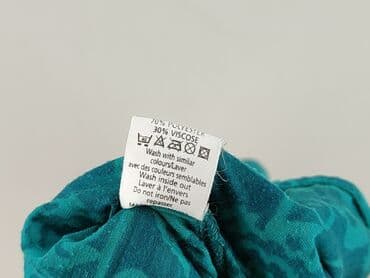 70% POLYESTER
30% VISCOSE
Wash with similar
colours/Laver
avec des couleurs semblables
Wash inside out
Laver à l'envers
Do not iron/Ne pas
repasser